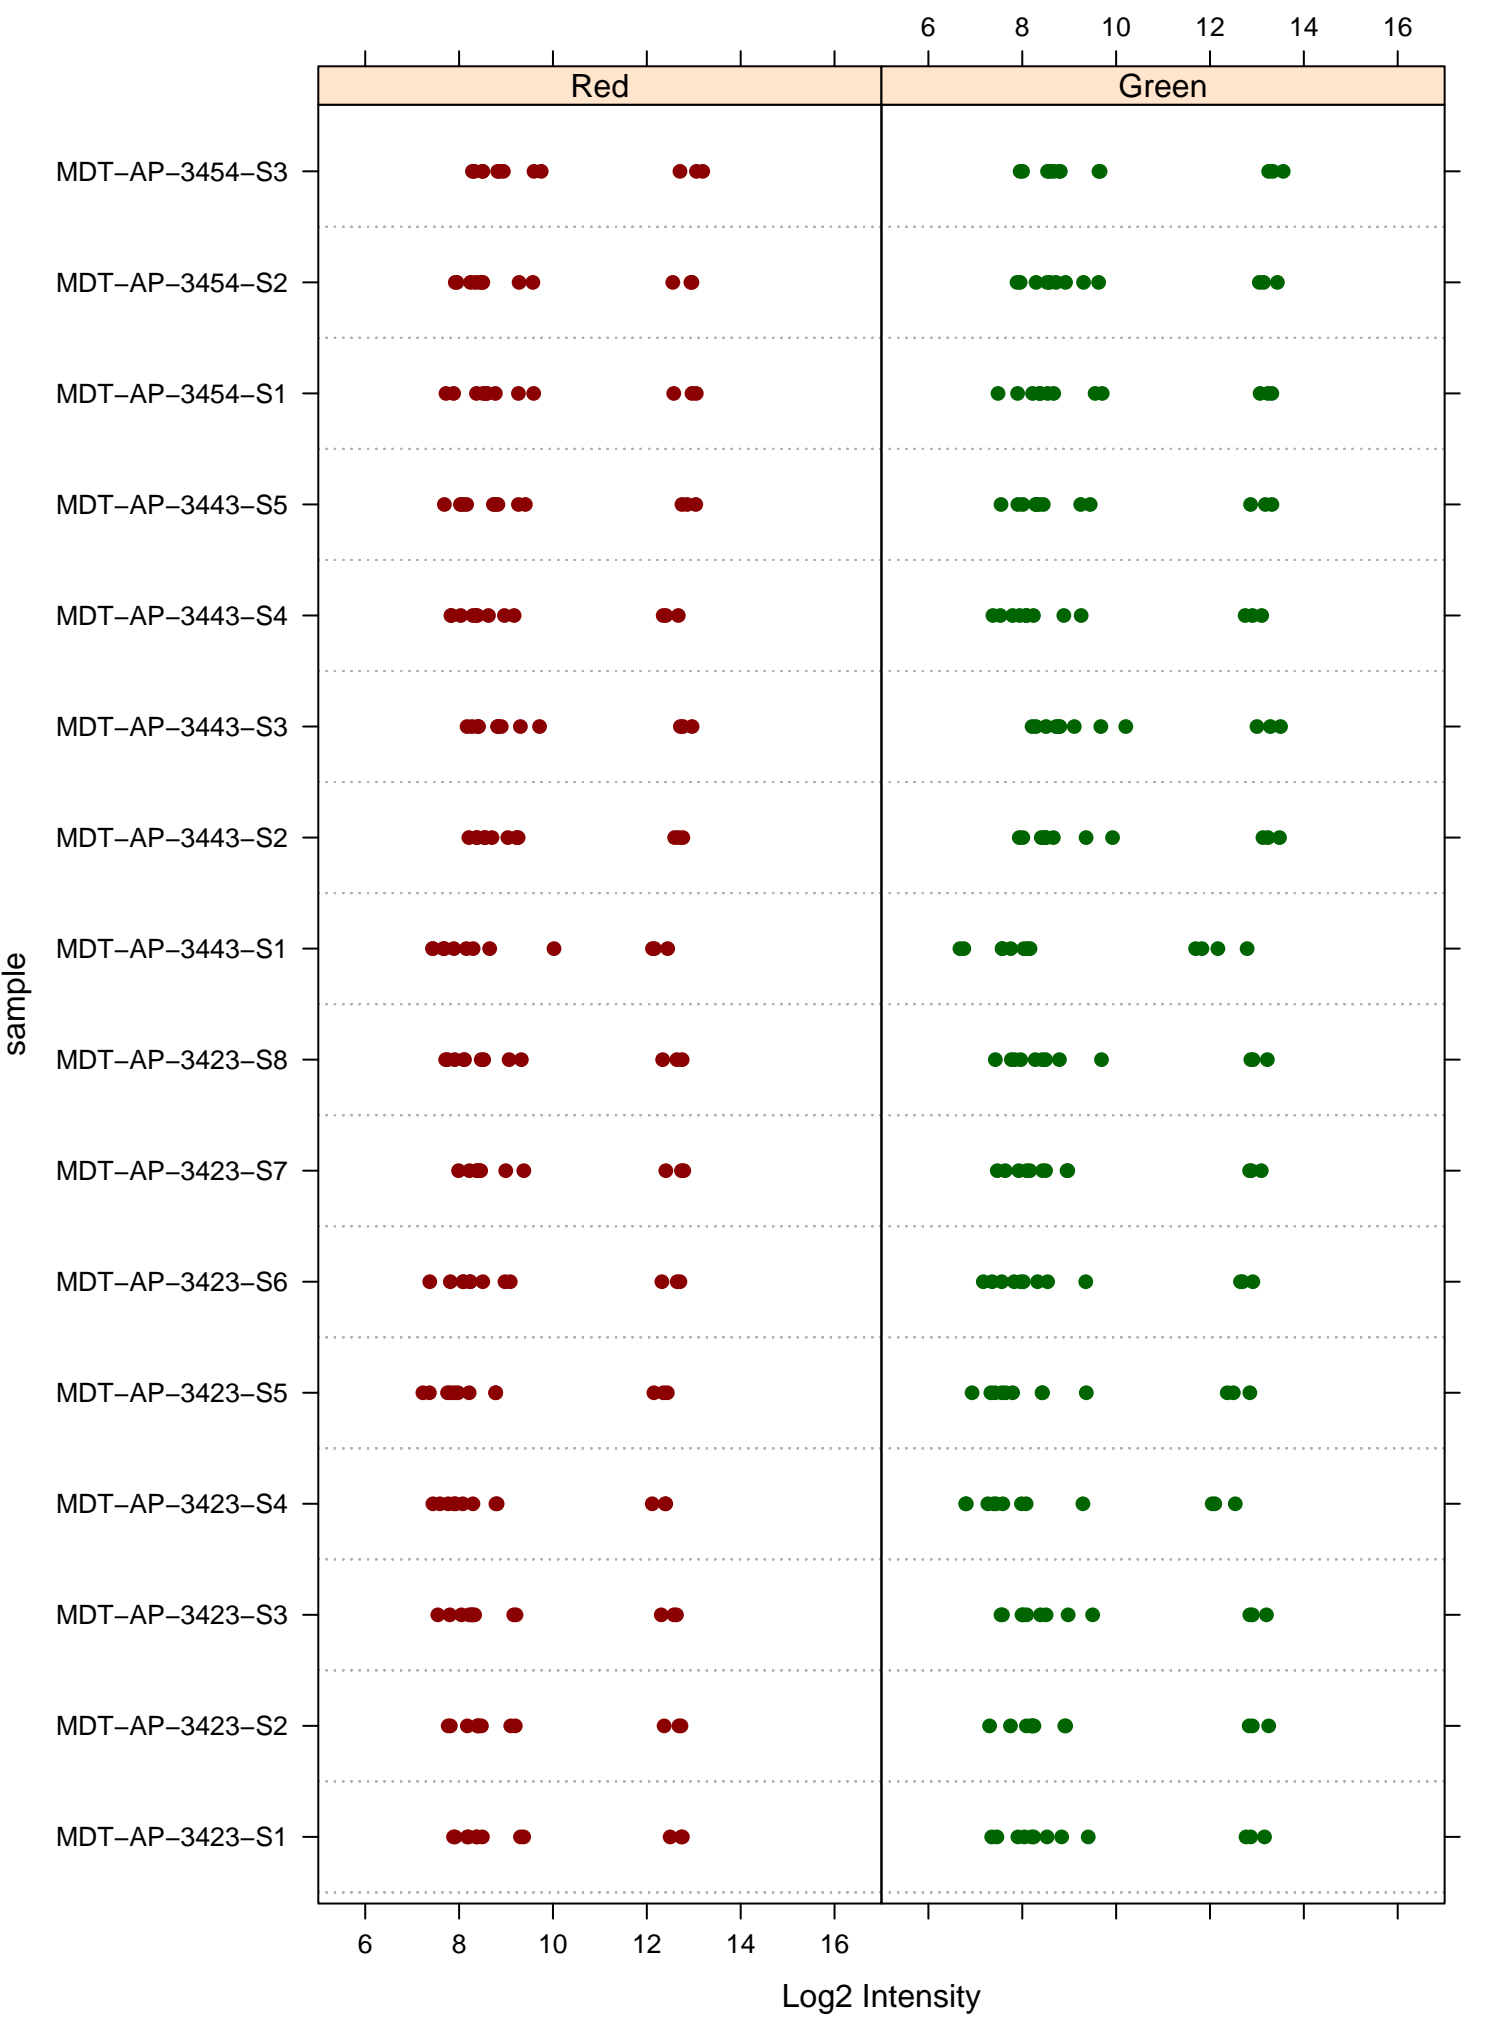 6 8 10 12 14 16
Red Green
MDT−AP−3454−S3
MDT−AP−3454−S2
MDT−AP−3454−S1
MDT−AP−3443−S5
MDT−AP−3443−S4
MDT−AP−3443−S3
MDT−AP−3443−S2
MDT−AP−3443−S1
MDT−AP−3423−S8
MDT−AP−3423−S7
MDT−AP−3423−S6
MDT−AP−3423−S5
MDT−AP−3423−S4
MDT−AP−3423−S3
MDT−AP−3423−S2
MDT−AP−3423−S1
sample
6 8 10 12 14 16
Log2 Intensity